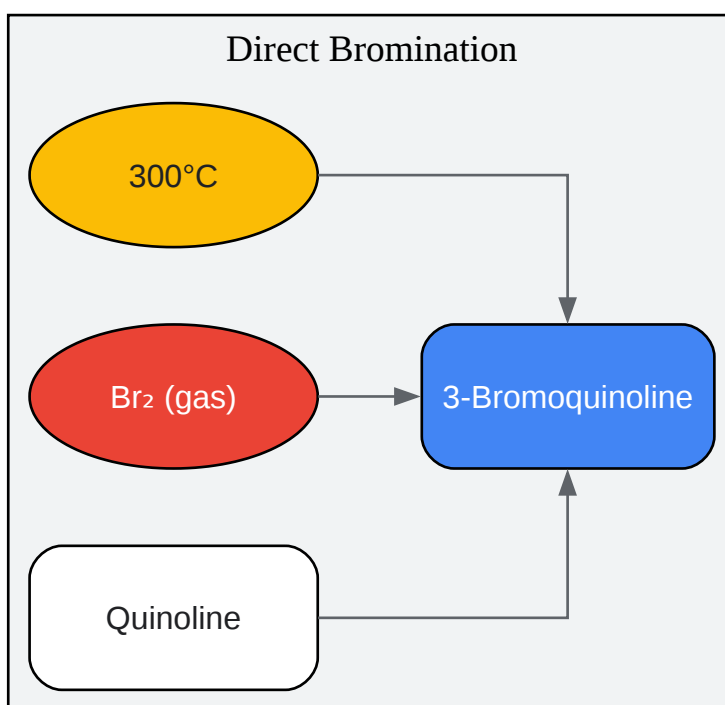 Direct Bromination
300°C
Br₂ (gas)
3-Bromoquinoline
Quinoline